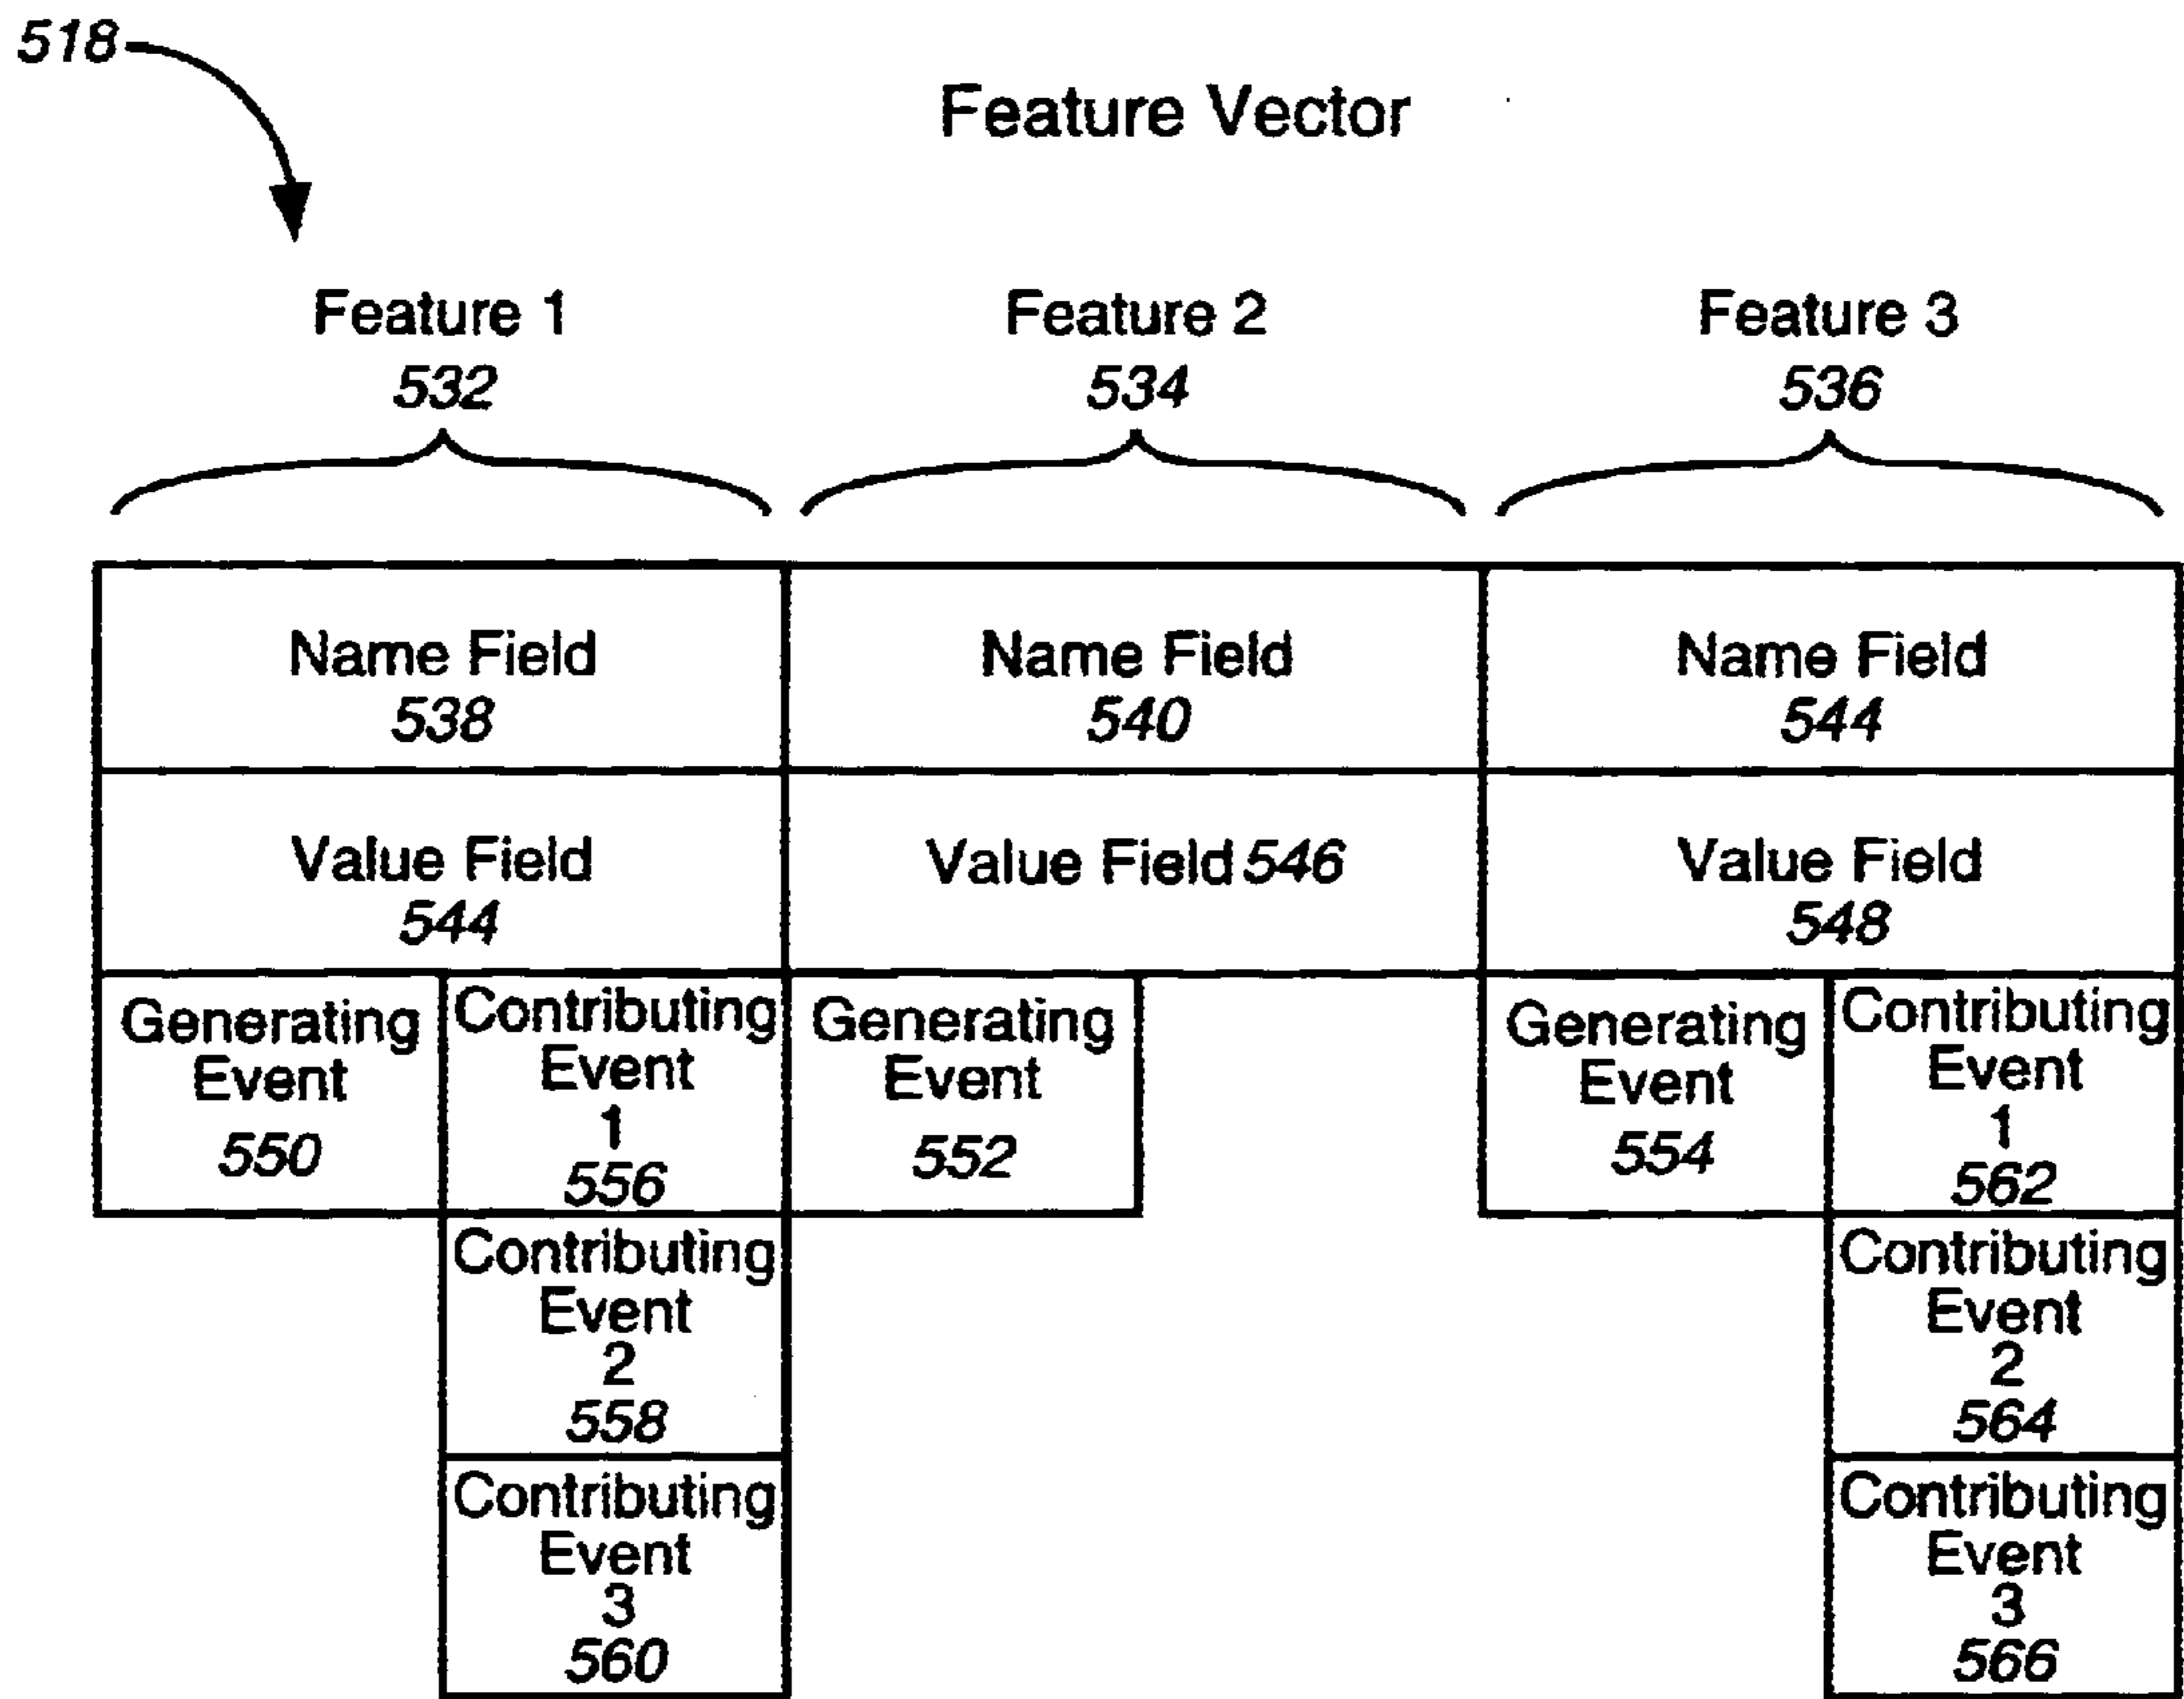 518
Feature Vector
Feature 1
532
Feature 2
534
Feature 3
536
Name Field
538
Name Field
540
Name Field
544
Value Field
544
Value Field 546
Value Field
548
Generating
Event
550
Contributing
Event
1
556
Generating
Event
552
Generating
Event
554
Contributing
Event
1
562
Contributing
Event
2
558
Contributing
Event
2
564
Contributing
Event
3
560
Contributing
Event
3
566